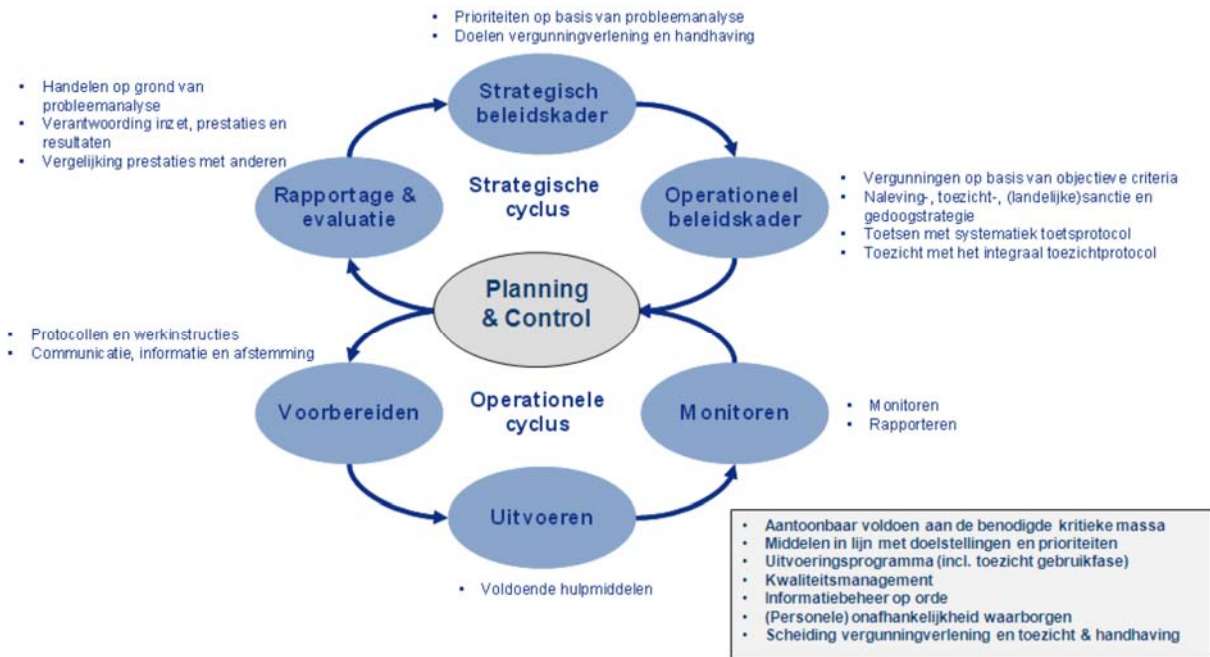 ▪ Prioriteiten op basis van probleemanalyse
▪ Doelen vergunningverlening en handhaving
▪ Handelen op grond van
probleemanalyse
▪ Verantwoording inzet, prestaties en
resultaten
▪ Vergelijking prestaties met anderen
Strategisch
beleidskader
Rapportage &
evaluatie
Strategische
cyclus
Operationeel
beleidskader
▪ Vergunningen op basis van objectieve criteria
▪ Naleving-, toezicht-, (landelijke)sanctie en
gedoogstrategie
▪ Toetsen met systematiek toetsprotocol
▪ Toezicht met het integraal toezichtprotocol
Planning
& Control
▪ Protocollen en werkinstructies
▪ Communicatie, informatie en afstemming
Voorbereiden
Operationele
cyclus
Monitoren
▪ Monitoren
▪ Rapporteren
Uitvoeren
▪ Voldoende hulpmiddelen
• Aantoonbaar voldoen aan de benodigde kritieke massa
• Middelen in lijn met doelstellingen en prioriteiten
• Uitvoeringsprogramma (incl. toezicht gebruikfase)
• Kwaliteitsmanagement
• Informatiebeheer op orde
• (Personele) onafhankelijkheid waarborgen
• Scheiding vergunningverlening en toezicht & handhaving